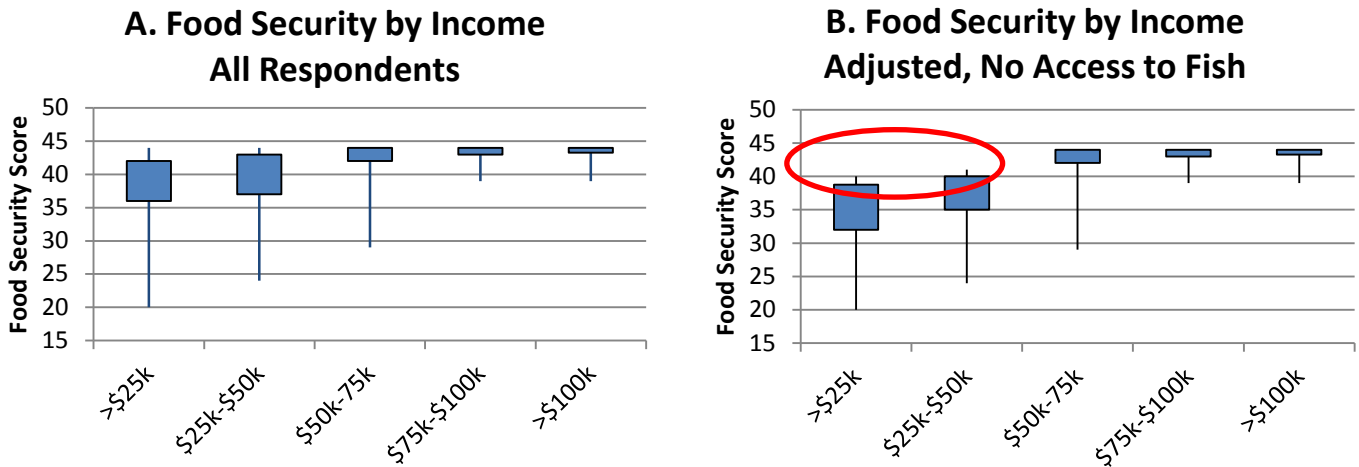 A. Food Security by Income
All Respondents
Food Security Score
50
45
40
35
30
25
20
15
>$25k
$25k-$50k
$50k-75k
$75k-$100k
>$100k
B. Food Security by Income
Adjusted, No Access to Fish
Food Security Score
50
45
40
35
30
25
20
15
>$25k
$25k-$50k
$50k-75k
$75k-$100k
>$100k